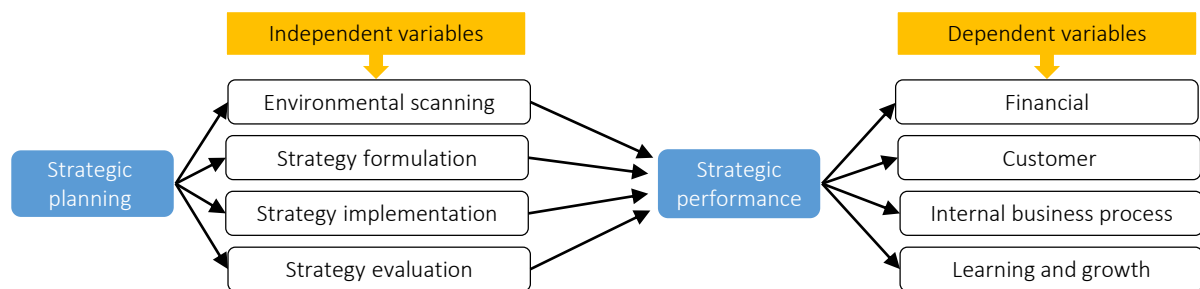 Independent variables
Dependent variables
Environmental scanning
Financial
Strategy formulation
Customer
Strategic
planning
Strategic
performance
Strategy implementation
Internal business process
Strategy evaluation
Learning and growth